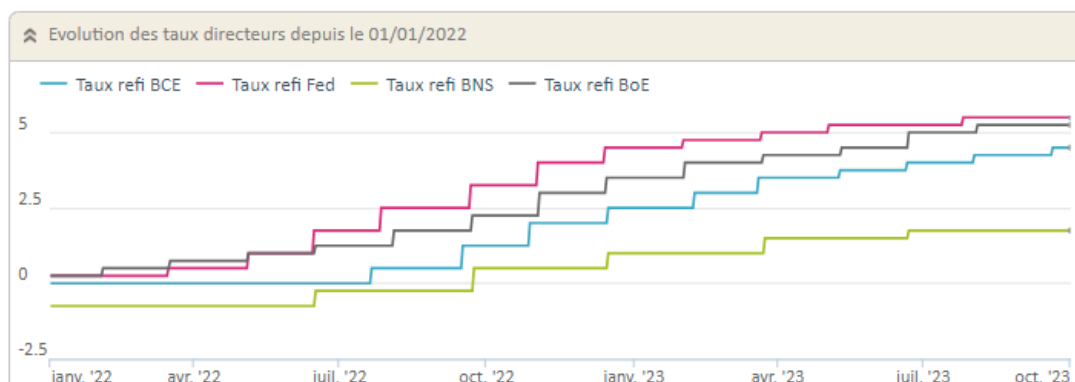 Evolution des taux directeurs depuis le 01/01/2022
Taux refi BCE Taux refi Fed Taux refi BNS Taux refi BoE
5
2.5
0
-2.5
janv. '22 avr. '22 juil. '22 oct. '22 janv. '23 avr. '23 juil. '23 oct. '23